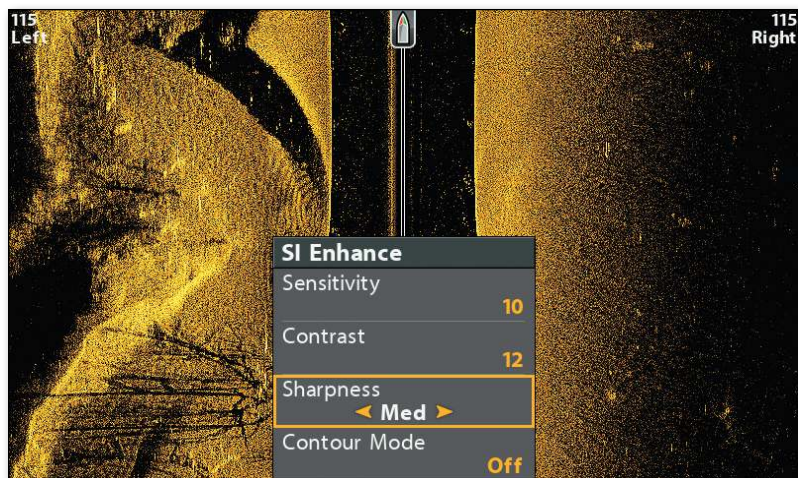 115
Left
115
Right
SI Enhance
Sensitivity
10
Contrast
12
Sharpness
Med
Contour Mode
Off